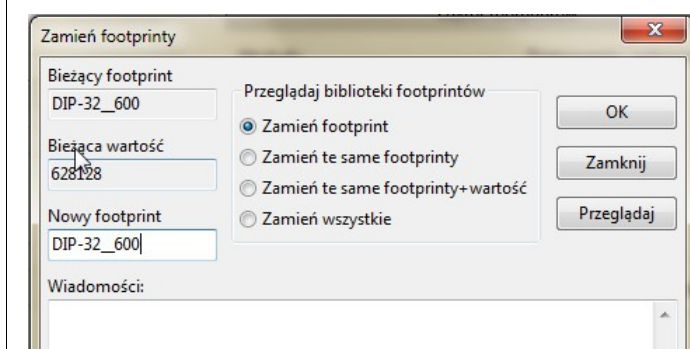 Zamień footprinty
Bieżący footprint
DIP-32__600
Bieżąca wartość
628128
Nowy footprint
DIP-32__600
Przeglądaj biblioteki footprintów
Zamień footprint
Zamień te same footprinty
Zamień te same footprinty+wartość
Zamień wszystkie
OK
Zamknij
Przeglądaj
Wiadomości: